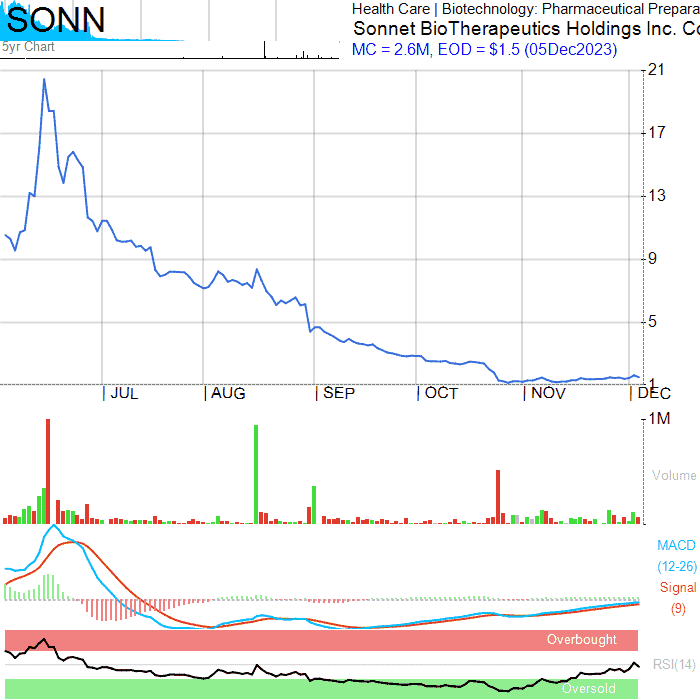 SONN
5yr Chart
Health Care | Biotechnology: Pharmaceutical Prepara
Sonnet BioTherapeutics Holdings Inc. Co
MC = 2.6M, EOD = $1.5 (05Dec2023)
21
17
13
9
5
1
JUL
AUG
SEP
OCT
NOV
DEC
1M
Volume
MACD
(12-26)
Signal
(9)
Overbought
RSI(14)
Oversold